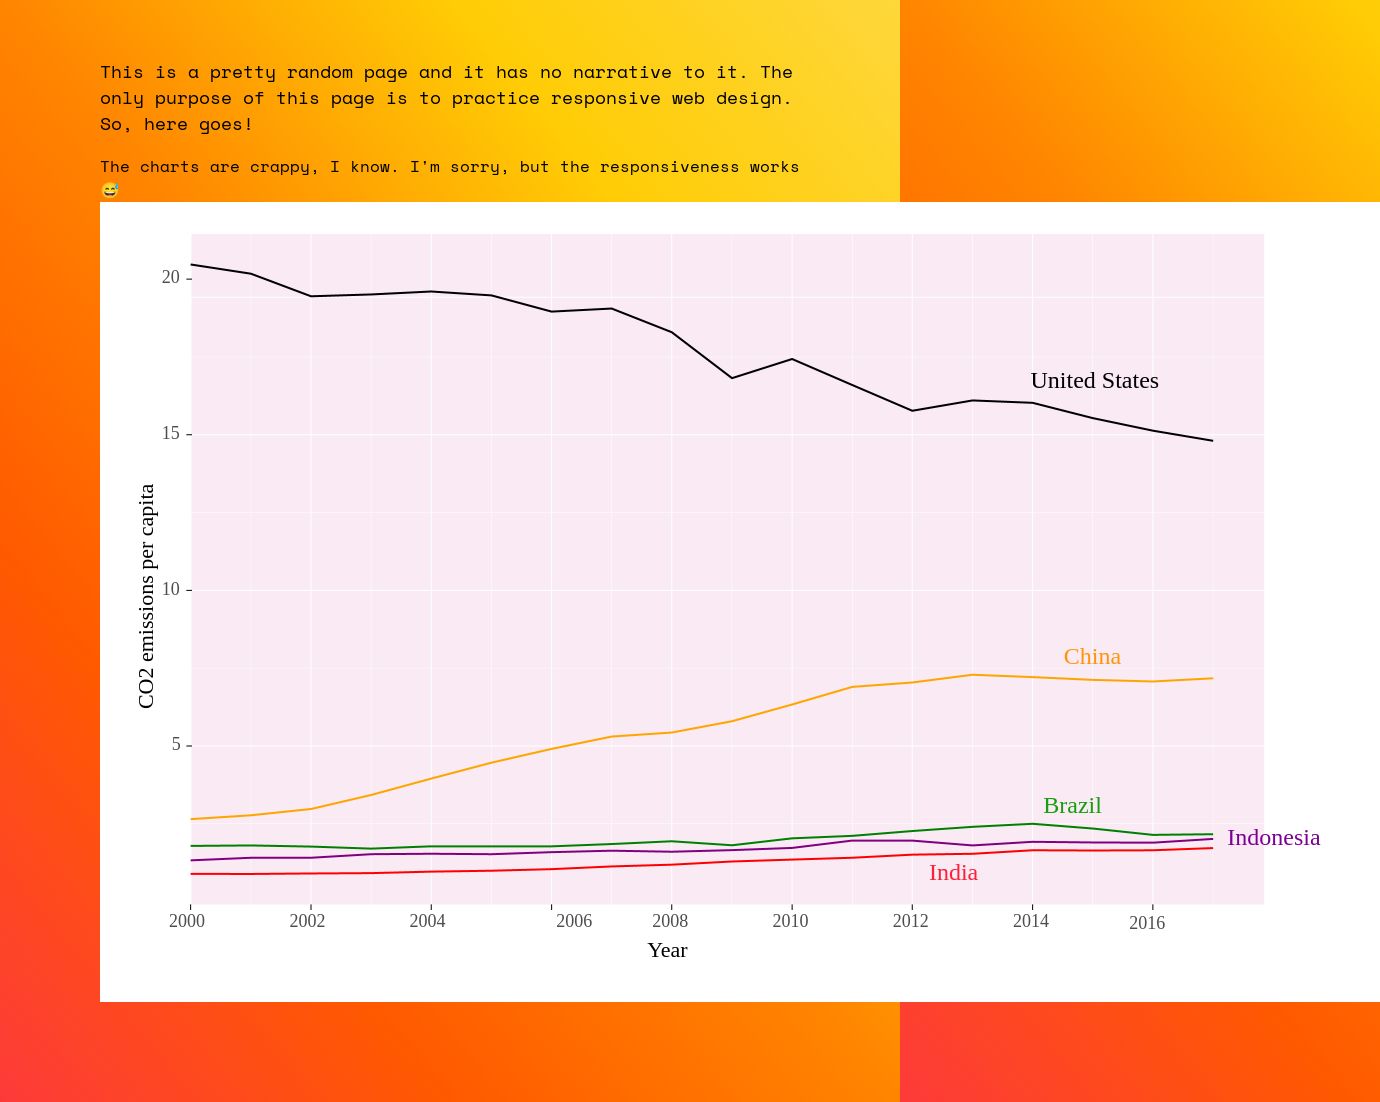 This is a pretty random page and it has no narrative to it. The
only purpose of this page is to practice responsive web design.
So, here goes!
The charts are crappy, I know. I'm sorry, but the responsiveness works
😅
20
15
10
5
CO2 emissions per capita
United States
China
Brazil
Indonesia
India
2000 2002 2004 2006 2008 2010 2012 2014 2016
Year